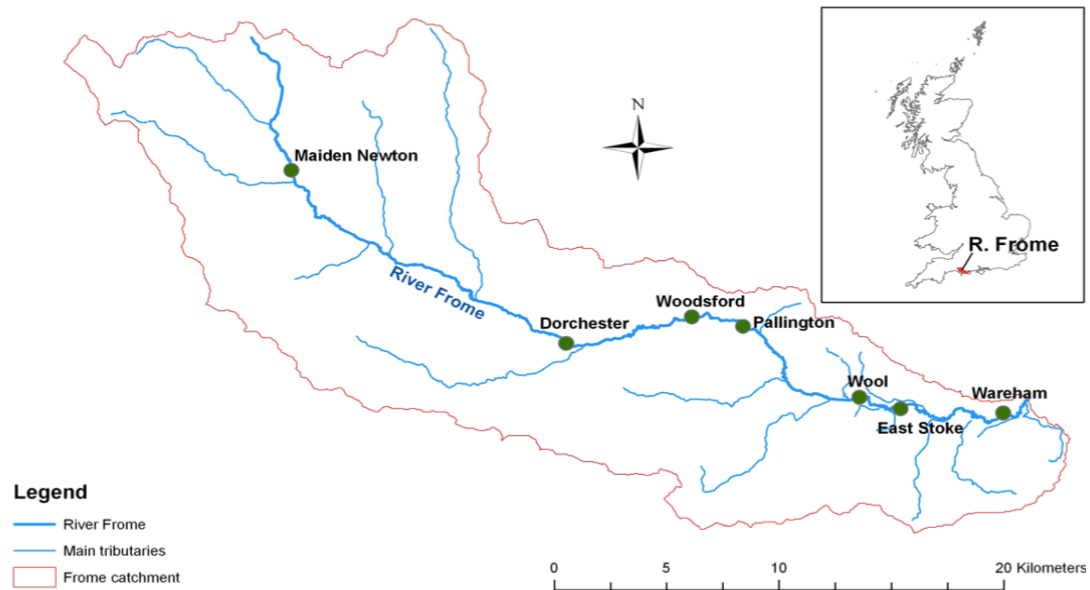 N
Maiden Newton
R. Frome
River Frome
Woodsford
Dorchester
Pallington
Wool
Wareham
East Stoke
Legend
River Frome
Main tributaries
Frome catchment
0 5 10 20 Kilometers